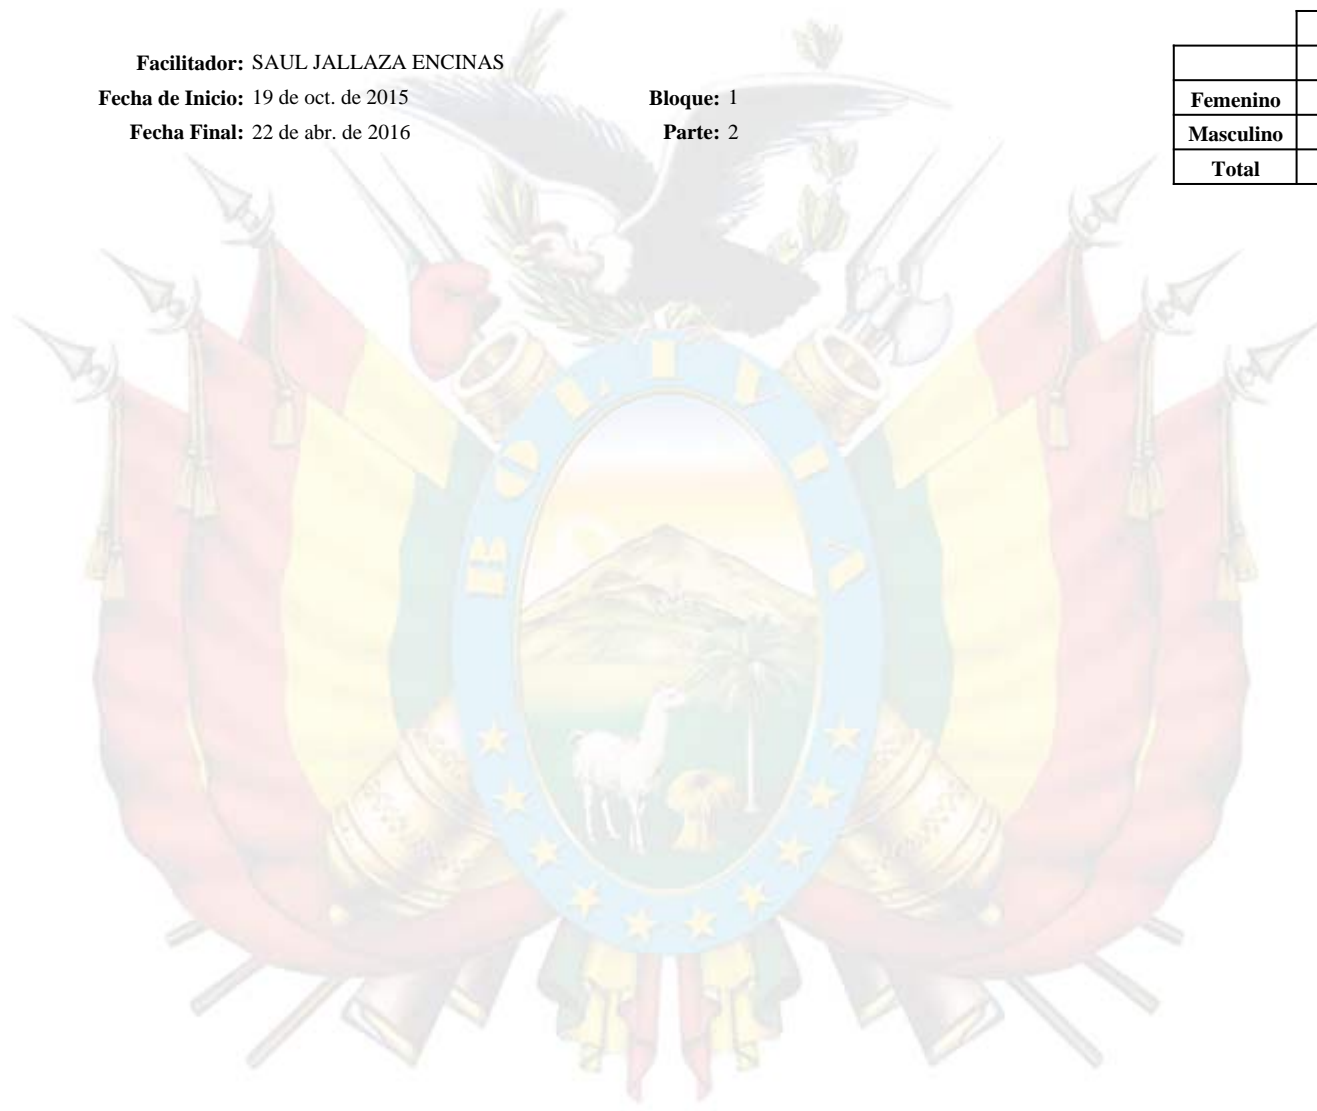 Facilitador: SAUL JALLAZA ENCINAS
Fecha de Inicio: 19 de oct. de 2015 Bloque: 1
Fecha Final: 22 de abr. de 2016 Parte: 2
Femenino
Masculino
Total
BOLIVIA